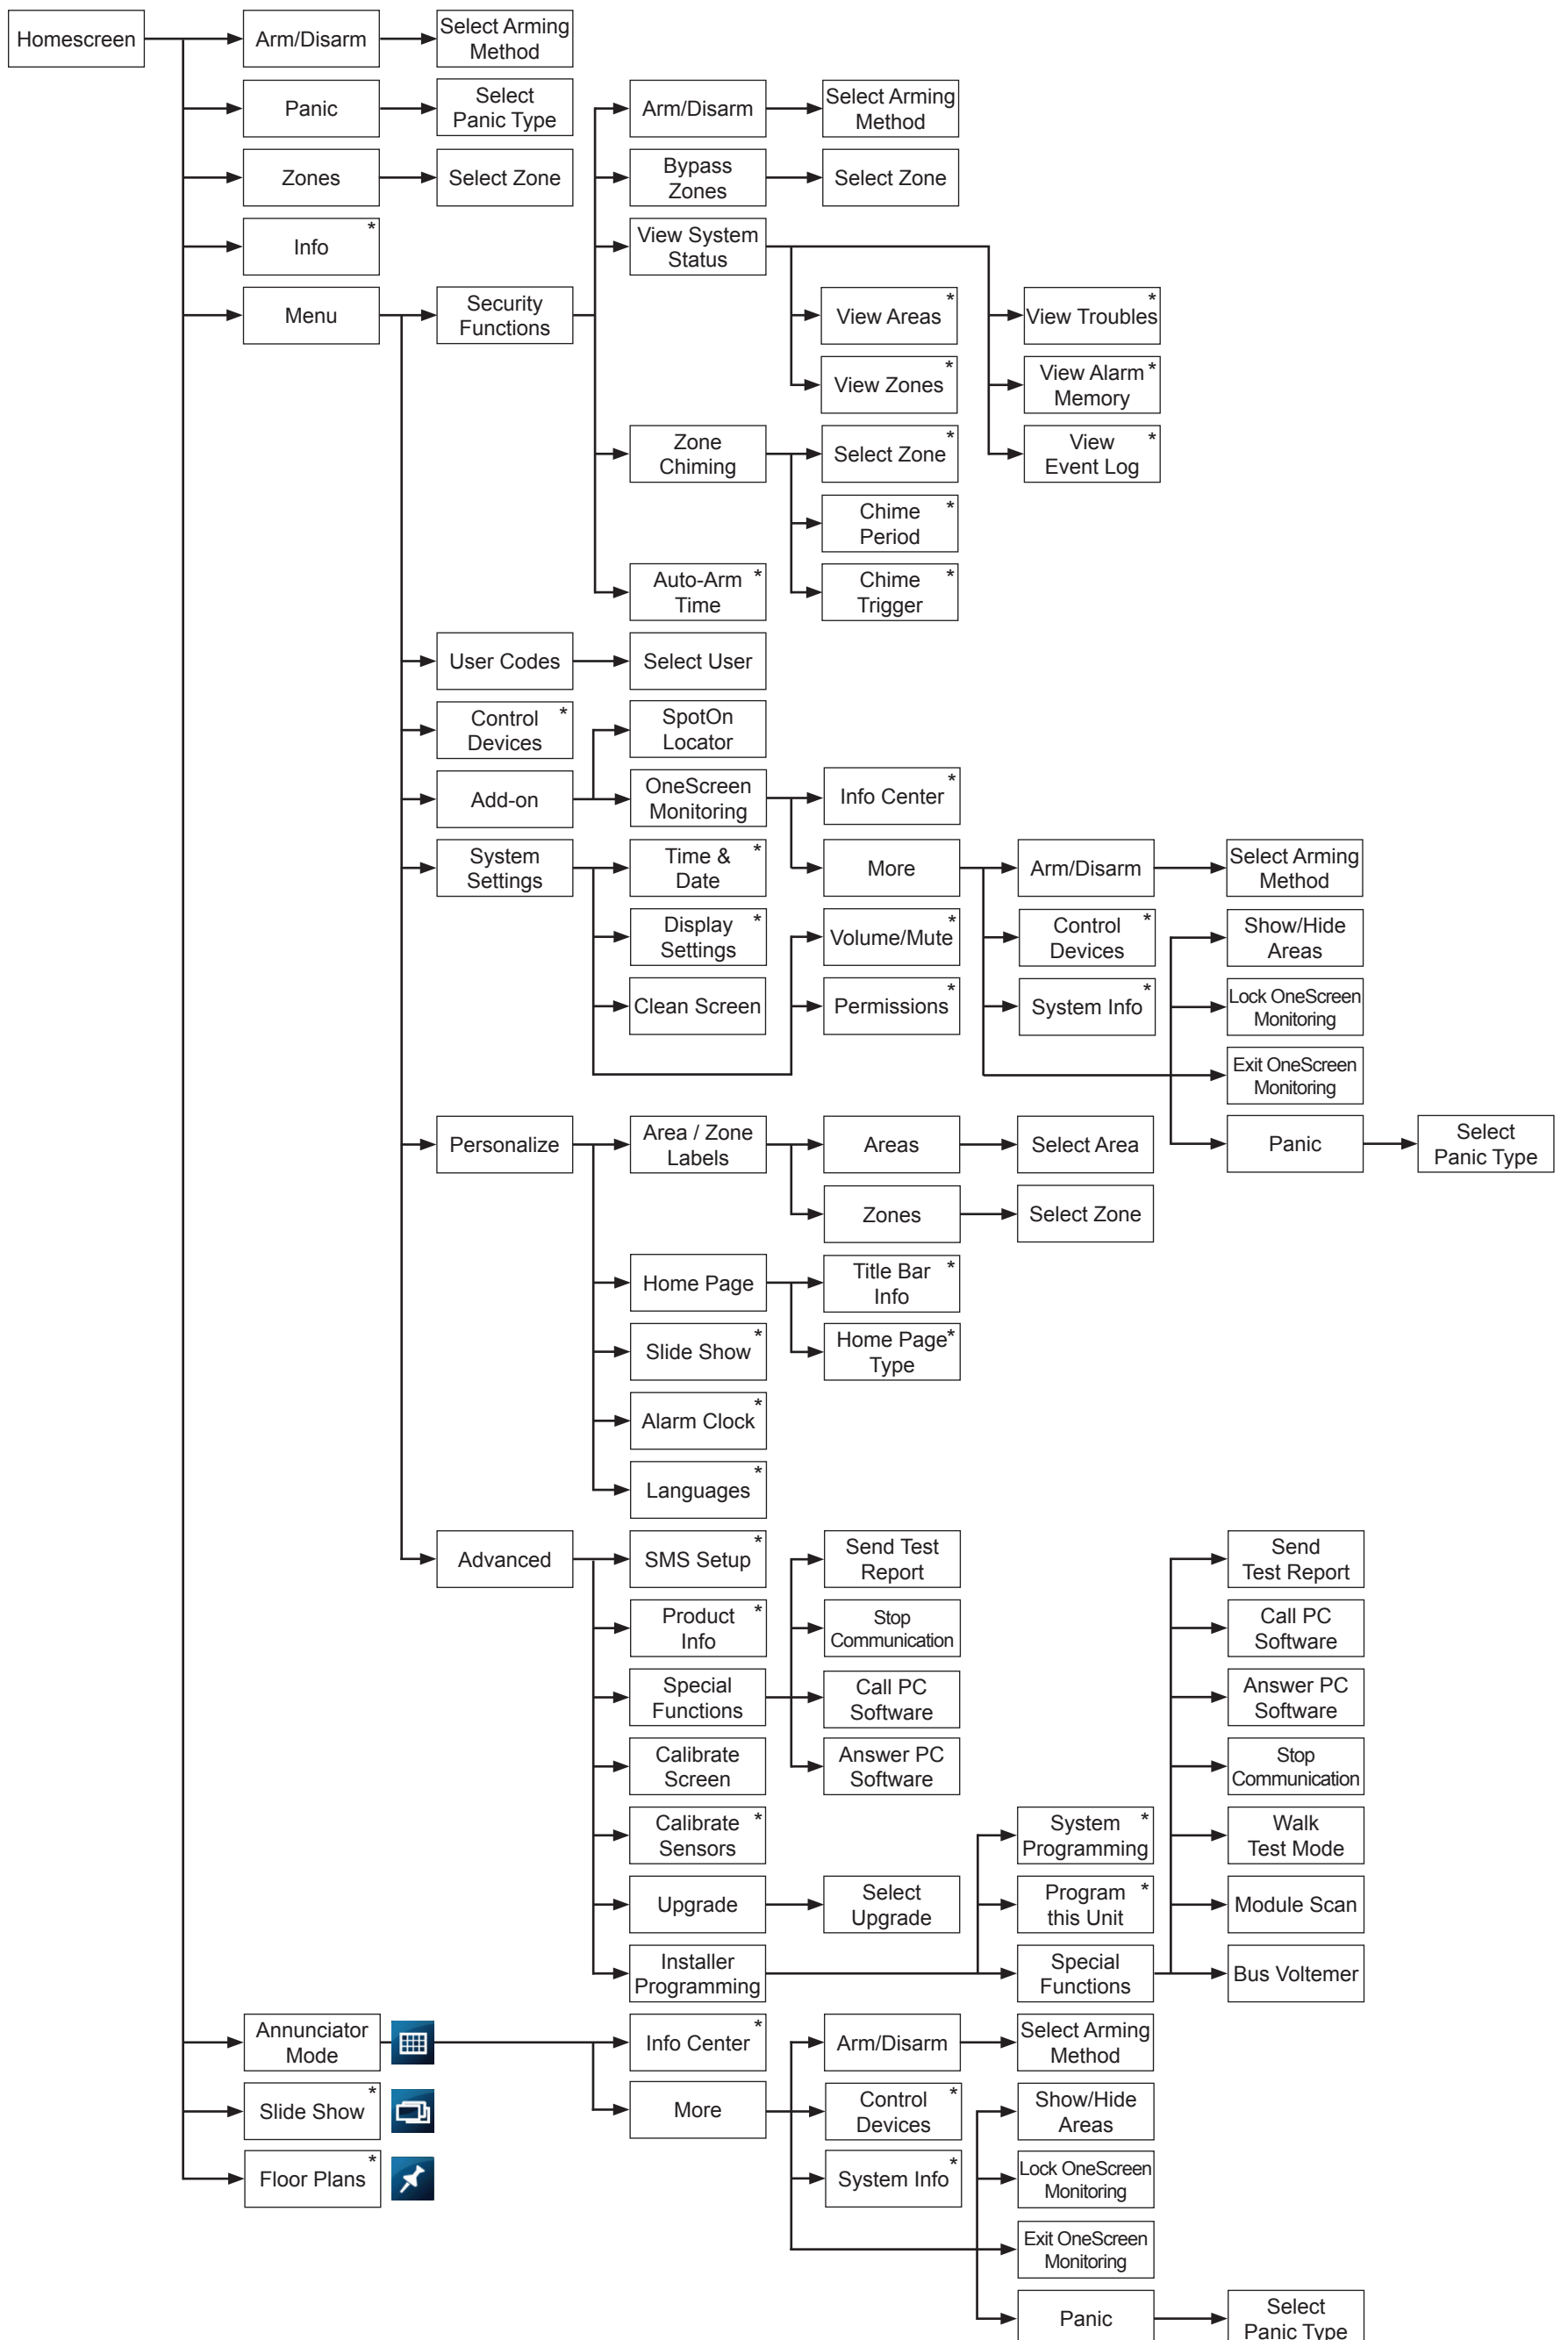 Homescreen
Arm/Disarm
Select Arming
Method
Panic
Select
Panic Type
Zones
Select Zone
Info *
Menu
Security
Functions
Arm/Disarm
Select Arming
Method
Bypass
Zones
Select Zone
View System
Status
View Areas *
View Zones *
View Troubles *
View Alarm *
Memory
View *
Event Log
Zone
Chiming
Select Zone *
Chime *
Period
Chime *
Trigger
Auto-Arm *
Time
User Codes
Select User
Control *
Devices
Add-on
SpotOn
Locator
OneScreen
Monitoring
Info Center *
More
Arm/Disarm
Select Arming
Method
Control *
Devices
System Info *
Show/Hide
Areas
Lock OneScreen
Monitoring
Exit OneScreen
Monitoring
Panic
Select
Panic Type
System
Settings
Time & *
Date
Display *
Settings
Clean Screen
Volume/Mute *
Permissions *
Personalize
Area / Zone
Labels
Areas
Select Area
Zones
Select Zone
Home Page
Title Bar *
Info
Home Page *
Type
Slide Show *
Alarm Clock *
Languages *
Advanced
SMS Setup *
Product *
Info
Special
Functions
Send Test
Report
Stop
Communication
Call PC
Software
Answer PC
Software
Calibrate
Screen
Calibrate *
Sensors
Upgrade
Select
Upgrade
Installer
Programming
System *
Programming
Program *
this Unit
Special
Functions
Send
Test Report
Call PC
Software
Answer PC
Software
Stop
Communication
Walk
Test Mode
Module Scan
Bus Voltemer
Annunciator
Mode
Info Center *
More
Arm/Disarm
Select Arming
Method
Control *
Devices
System Info *
Show/Hide
Areas
Lock OneScreen
Monitoring
Exit OneScreen
Monitoring
Panic
Select
Panic Type
Slide Show *
Floor Plans *